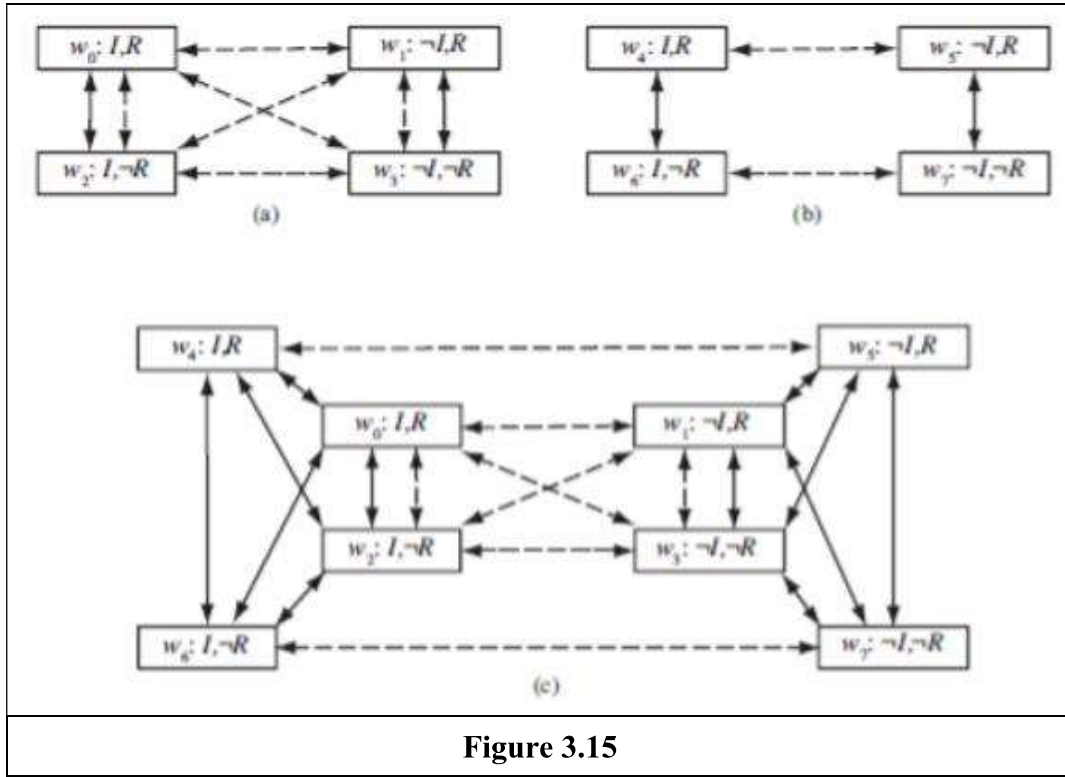 w₀: I,R
w₁: ¬I,R
w₂: I,¬R
w₃: ¬I,¬R
(a)
w₄: I,R
w₅: ¬I,R
w₆: I,¬R
w₇: ¬I,¬R
(b)
w₄: I,R
w₅: ¬I,R
w₀: I,R
w₁: ¬I,R
w₂: I,¬R
w₃: ¬I,¬R
w₆: I,¬R
w₇: ¬I,¬R
(c)
Figure 3.15